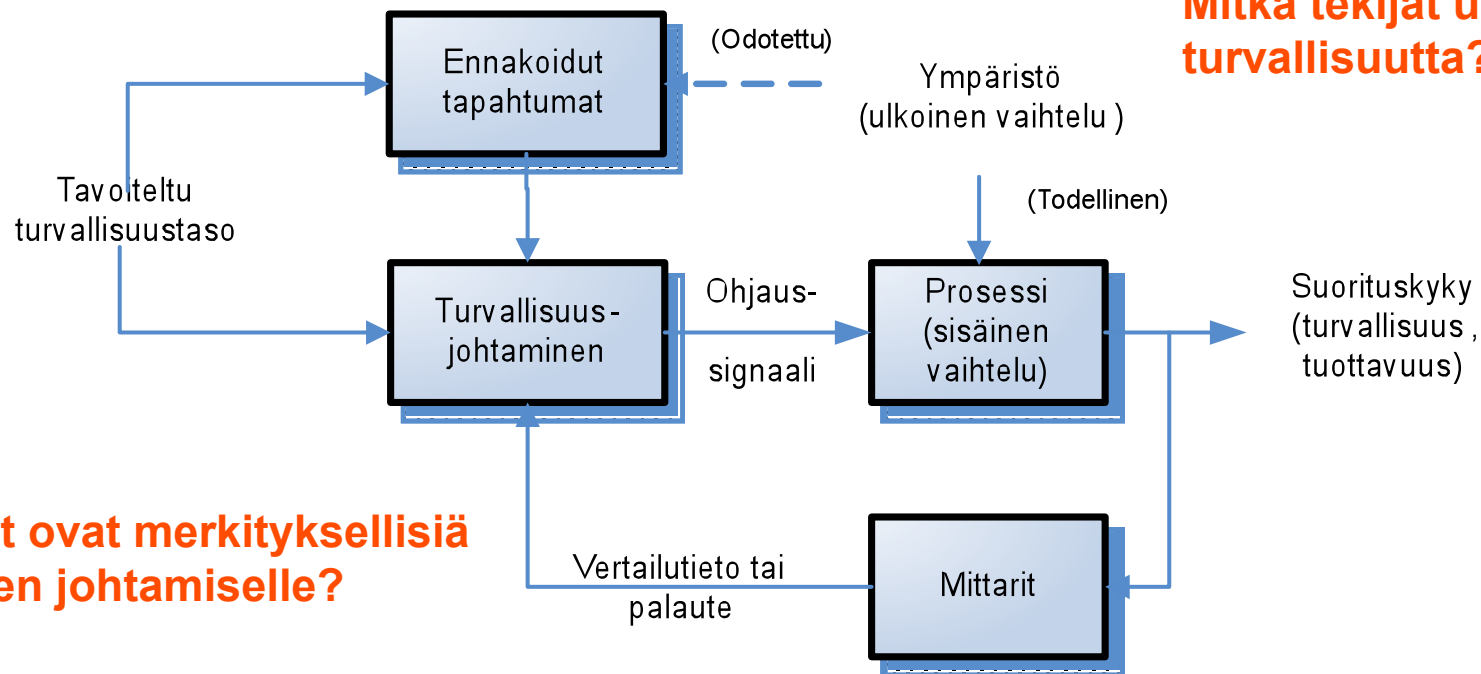 Mitkä tekijät u
turvallisuutta?
(Odotettu)
Ennakoidut
tapahtumat
Ympäristö
(ulkoinen vaihtelu )
Tavoiteltu
turvallisuustaso
(Todellinen)
Turvallisuus-
johtaminen
Ohjaus-
signaali
Prosessi
(sisäinen
vaihtelu)
Suorituskyky
(turvallisuus ,
tuottavuus)
t ovat merkityksellisiä
en johtamiselle?
Vertailutieto tai
palaute
Mittarit